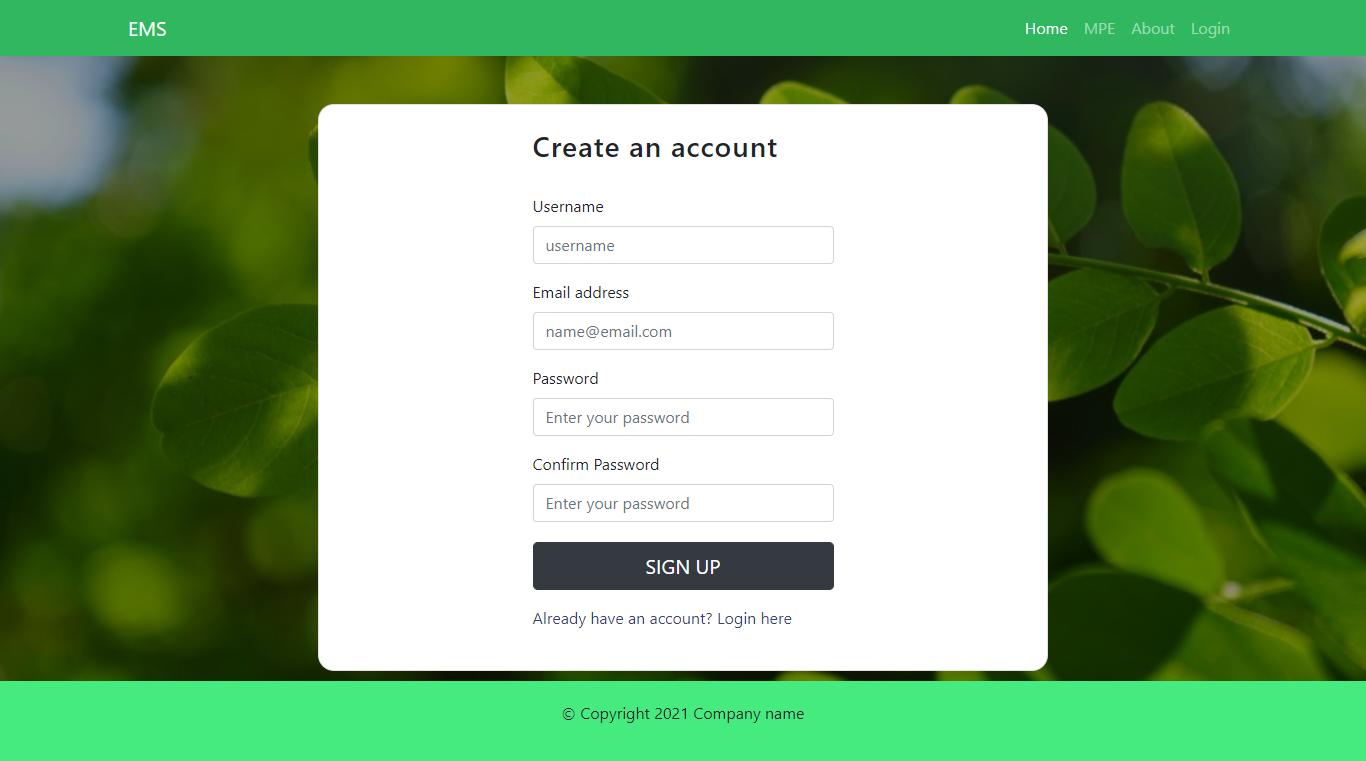 EMS
Home MPE About Login
Create an account
Username
username
Email address
name@email.com
Password
Enter your password
Confirm Password
Enter your password
SIGN UP
Already have an account? Login here
© Copyright 2021 Company name